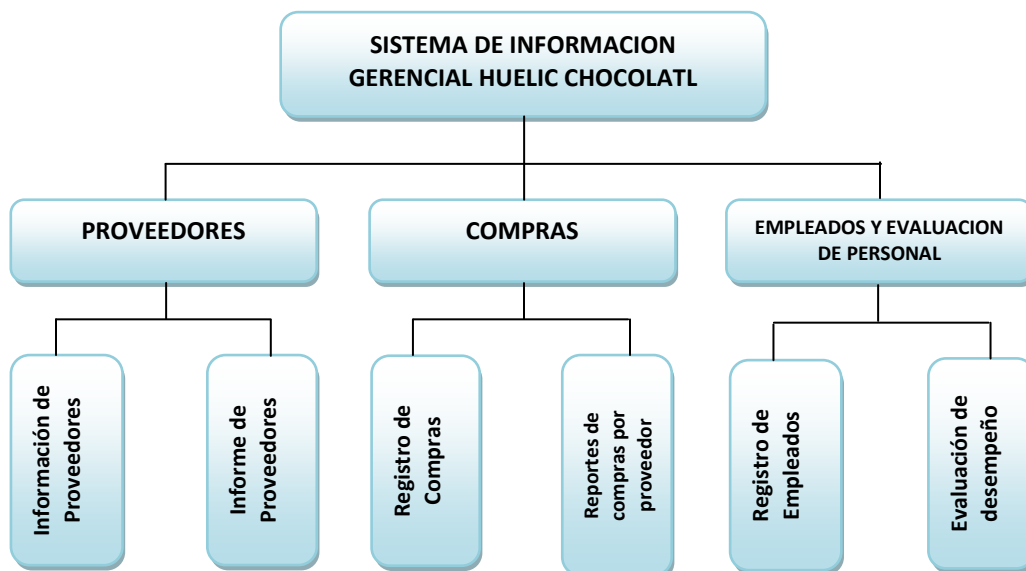 SISTEMA DE INFORMACION
GERENCIAL HUELIC CHOCOLATL
PROVEEDORES
COMPRAS
EMPLEADOS Y EVALUACION
DE PERSONAL
Información de
Proveedores
Informe de
Proveedores
Registro de
Compras
Reportes de
compras por
proveedor
Registro de
Empleados
Evaluación de
desempeño